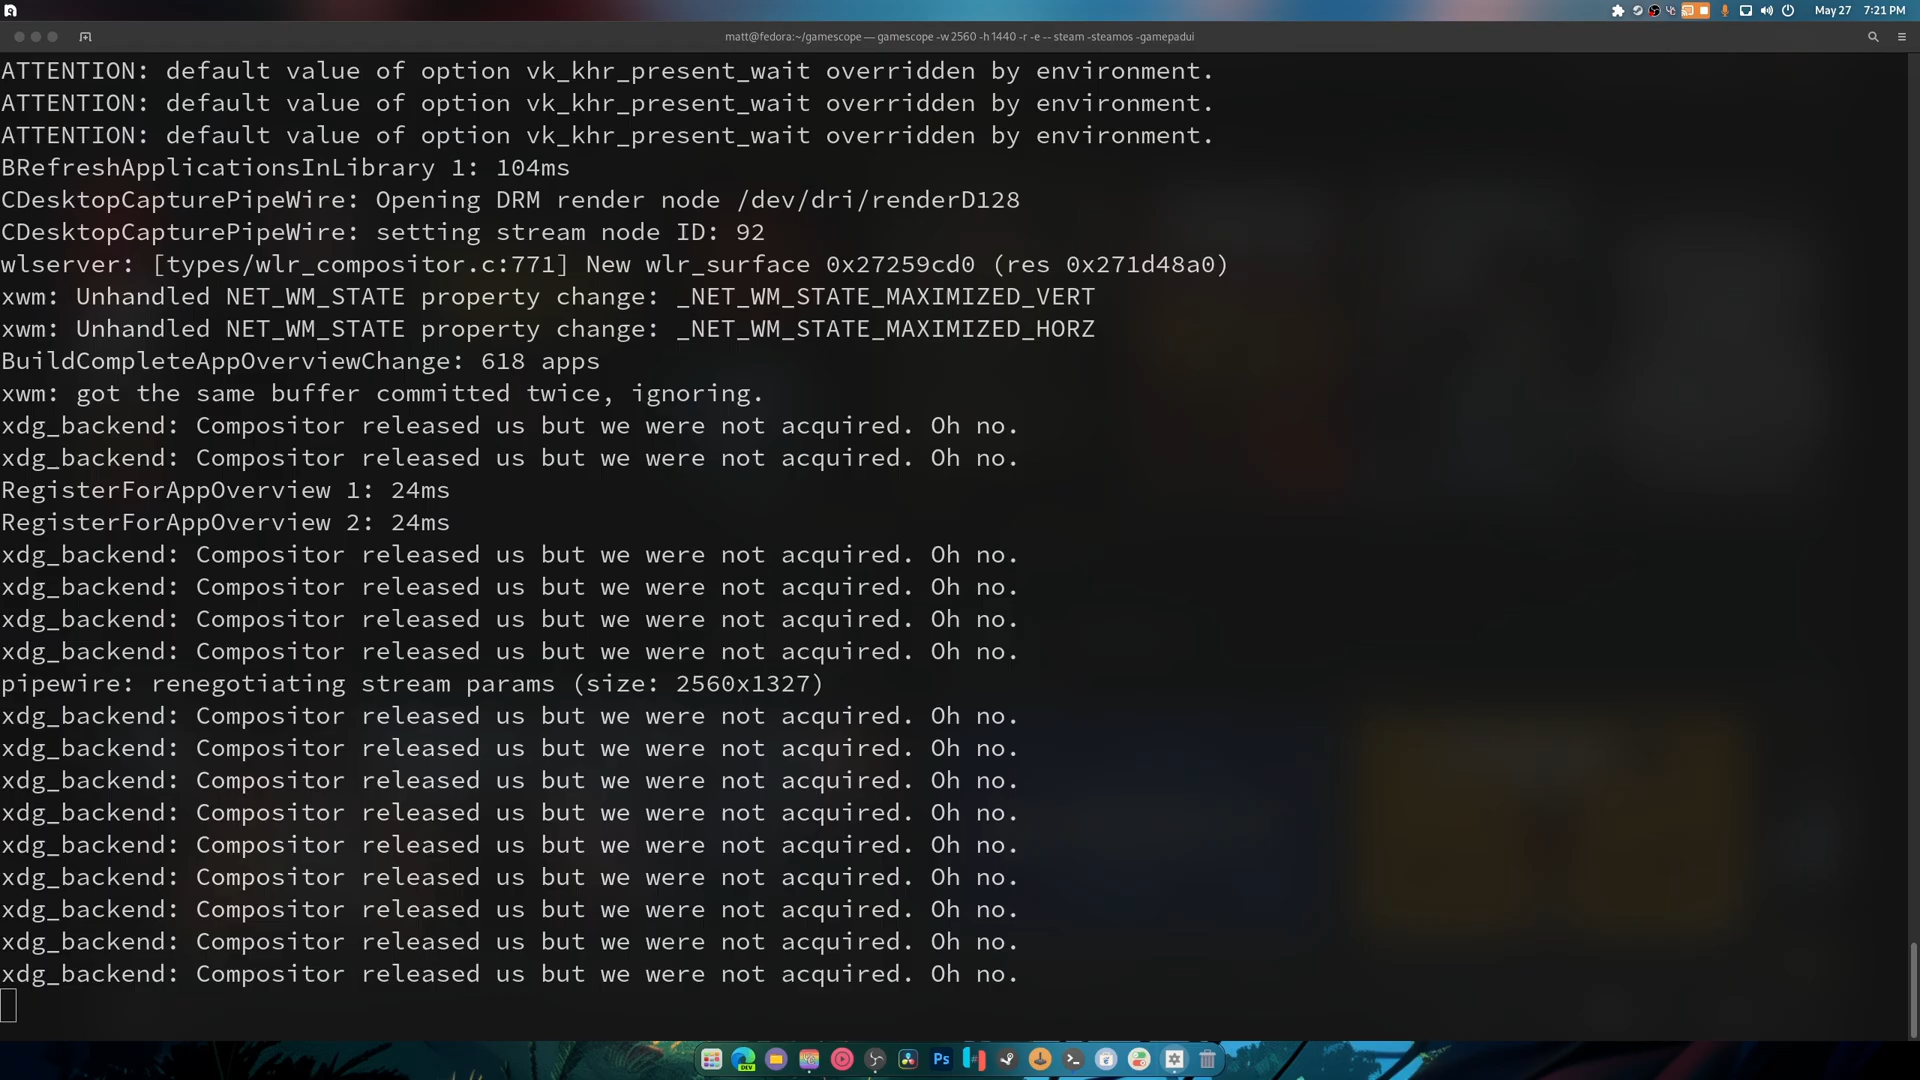 May 27 7:21 PM
matt@fedora:~/gamescope — gamescope -w 2560 -h 1440 -r -e -- steam -steamos -gamepadui
ATTENTION: default value of option vk_khr_present_wait overridden by environment.
ATTENTION: default value of option vk_khr_present_wait overridden by environment.
ATTENTION: default value of option vk_khr_present_wait overridden by environment.
BRefreshApplicationsInLibrary 1: 104ms
CDesktopCapturePipeWire: Opening DRM render node /dev/dri/renderD128
CDesktopCapturePipeWire: setting stream node ID: 92
wlserver: [types/wlr_compositor.c:771] New wlr_surface 0x27259cd0 (res 0x271d48a0)
xwm: Unhandled NET_WM_STATE property change: _NET_WM_STATE_MAXIMIZED_VERT
xwm: Unhandled NET_WM_STATE property change: _NET_WM_STATE_MAXIMIZED_HORZ
BuildCompleteAppOverviewChange: 618 apps
xwm: got the same buffer committed twice, ignoring.
xdg_backend: Compositor released us but we were not acquired. Oh no.
xdg_backend: Compositor released us but we were not acquired. Oh no.
RegisterForAppOverview 1: 24ms
RegisterForAppOverview 2: 24ms
xdg_backend: Compositor released us but we were not acquired. Oh no.
xdg_backend: Compositor released us but we were not acquired. Oh no.
xdg_backend: Compositor released us but we were not acquired. Oh no.
xdg_backend: Compositor released us but we were not acquired. Oh no.
pipewire: renegotiating stream params (size: 2560x1327)
xdg_backend: Compositor released us but we were not acquired. Oh no.
xdg_backend: Compositor released us but we were not acquired. Oh no.
xdg_backend: Compositor released us but we were not acquired. Oh no.
xdg_backend: Compositor released us but we were not acquired. Oh no.
xdg_backend: Compositor released us but we were not acquired. Oh no.
xdg_backend: Compositor released us but we were not acquired. Oh no.
xdg_backend: Compositor released us but we were not acquired. Oh no.
xdg_backend: Compositor released us but we were not acquired. Oh no.
xdg_backend: Compositor released us but we were not acquired. Oh no.
DEV
Ps